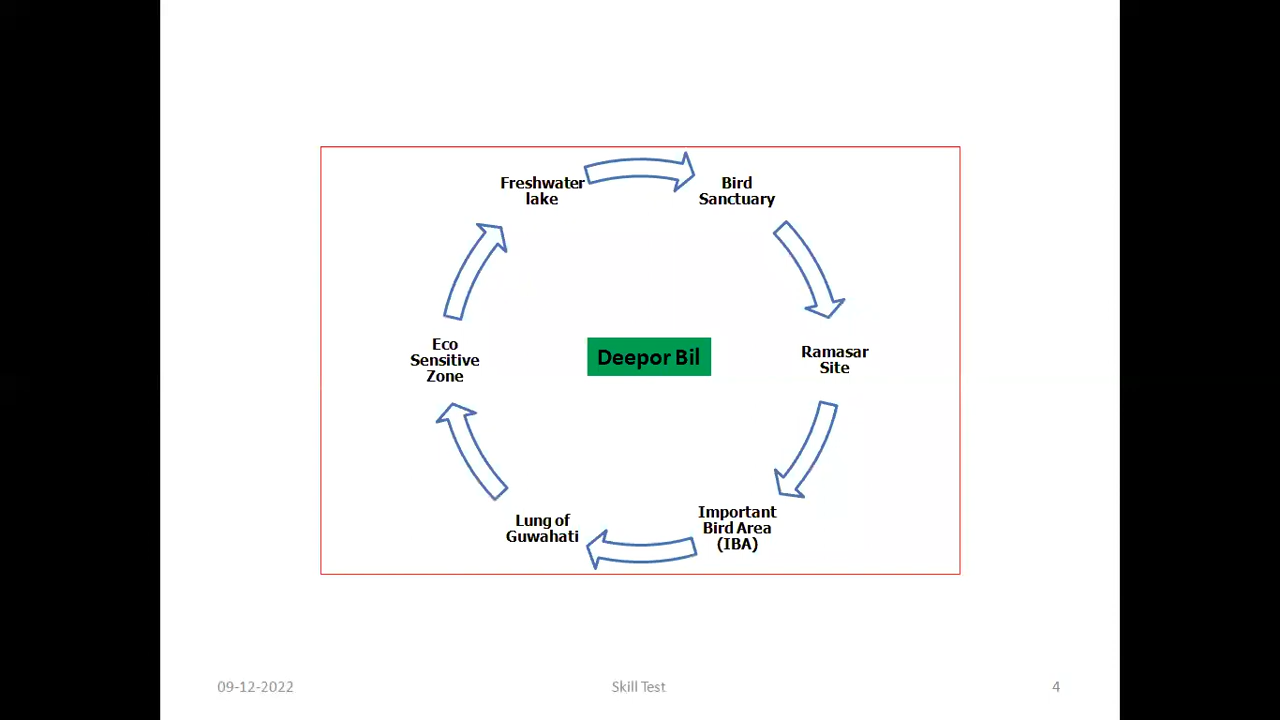 Freshwater
lake
Bird
Sanctuary
Ramasar
Site
Important
Bird Area
(IBA)
Lung of
Guwahati
Eco
Sensitive
Zone
Deepor Bil
09-12-2022
Skill Test
4